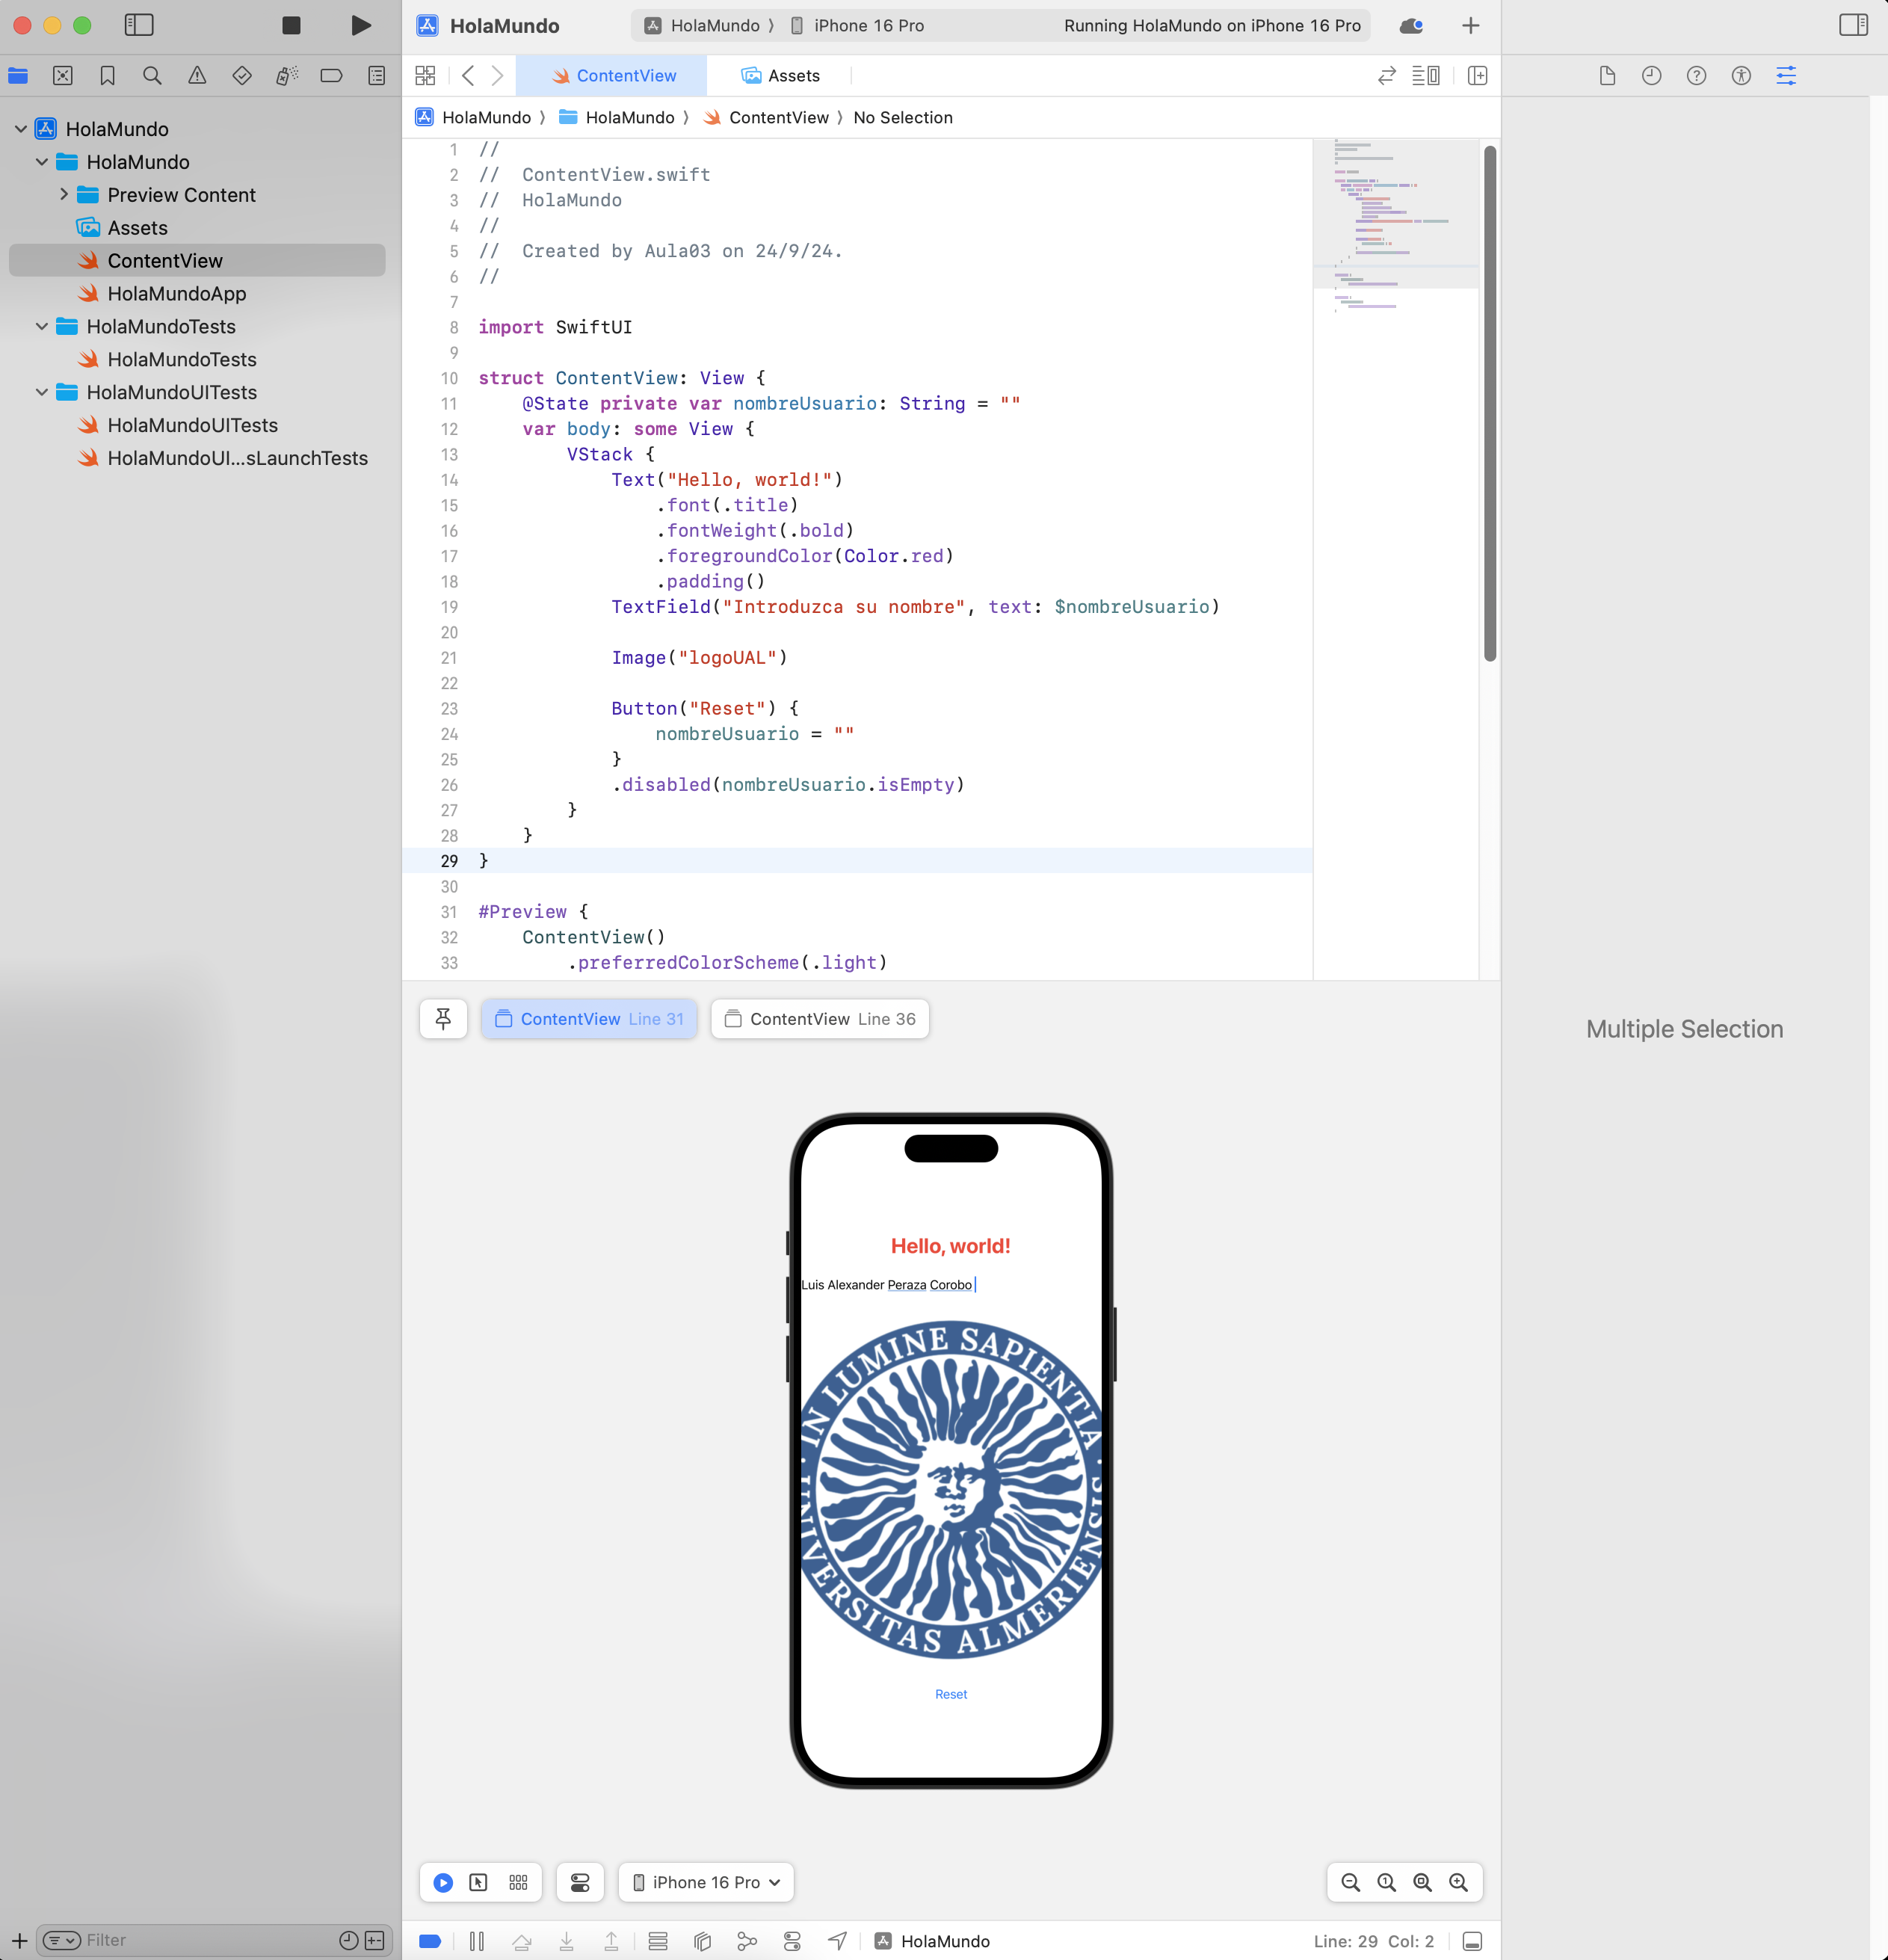 HolaMundo
HolaMundo 〉 iPhone 16 Pro
Running HolaMundo on iPhone 16 Pro
ContentView
Assets
HolaMundo 〉 HolaMundo 〉 ContentView 〉 No Selection
HolaMundo
HolaMundo
Preview Content
Assets
ContentView
HolaMundoApp
HolaMundoTests
HolaMundoTests
HolaMundoUITests
HolaMundoUITests
HolaMundoUI...sLaunchTests
1 //
2 //  ContentView.swift
3 //  HolaMundo
4 //
5 //  Created by Aula03 on 24/9/24.
6 //
7
8 import SwiftUI
9
10 struct ContentView: View {
11     @State private var nombreUsuario: String = ""
12     var body: some View {
13         VStack {
14             Text("Hello, world!")
15                 .font(.title)
16                 .fontWeight(.bold)
17                 .foregroundColor(Color.red)
18                 .padding()
19             TextField("Introduzca su nombre", text: $nombreUsuario)
20
21             Image("logoUAL")
22
23             Button("Reset") {
24                 nombreUsuario = ""
25             }
26             .disabled(nombreUsuario.isEmpty)
27         }
28     }
29 }
30
31 #Preview {
32     ContentView()
33         .preferredColorScheme(.light)
ContentView Line 31
ContentView Line 36
Multiple Selection
Hello, world!
Luis Alexander Peraza Corobo
IN LUMINE SAPIENTIA
UNIVERSITAS ALMERIENSIS
Reset
iPhone 16 Pro
Filter
HolaMundo
Line: 29 Col: 2